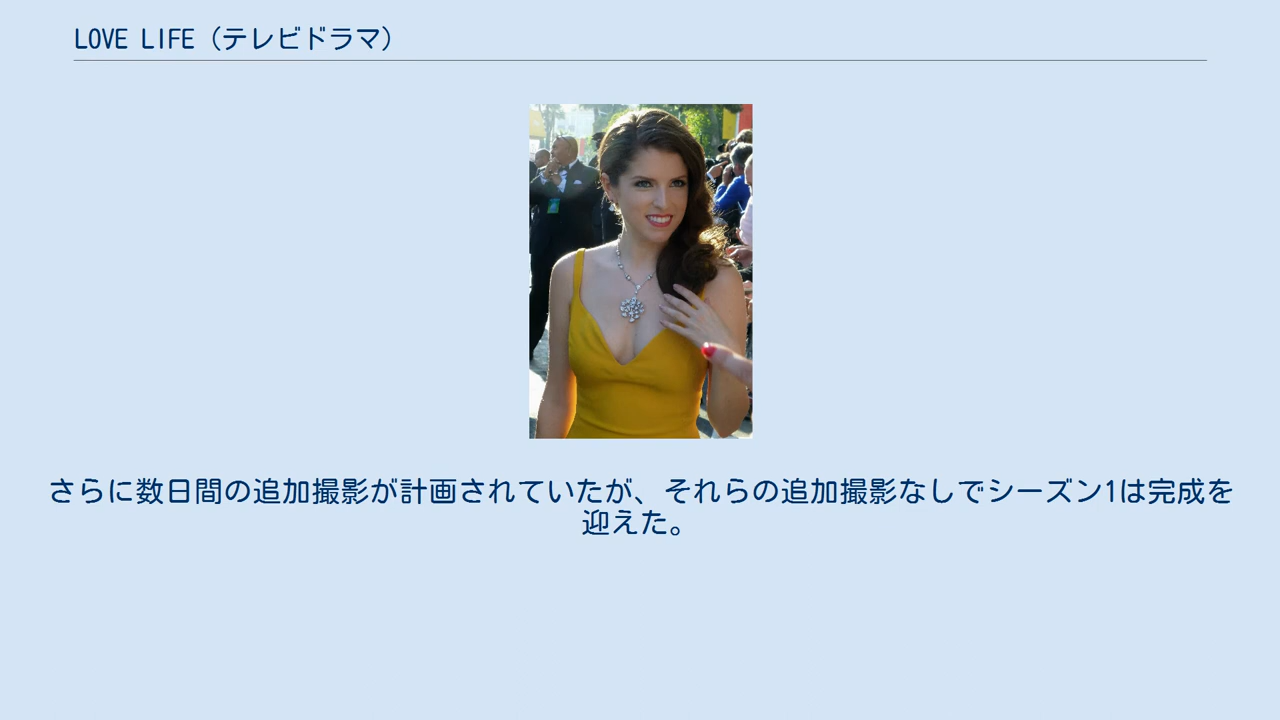 LOVE LIFE（テレビドラマ）
さらに数日間の追加撮影が計画されていたが、それらの追加撮影なしでシーズン1は完成を
迎えた。